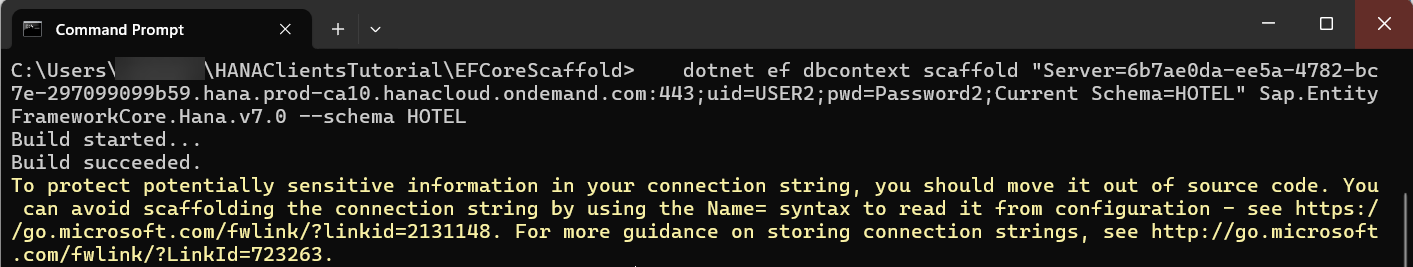 Command Prompt
C:\Users\ \HANAClientsTutorial\EFCoreScaffold>    dotnet ef dbcontext scaffold "Server=6b7ae0da-ee5a-4782-bc
7e-297099099b59.hana.prod-ca10.hanacloud.ondemand.com:443;uid=USER2;pwd=Password2;Current Schema=HOTEL" Sap.Entity
FrameworkCore.Hana.v7.0 --schema HOTEL
Build started...
Build succeeded.
To protect potentially sensitive information in your connection string, you should move it out of source code. You
 can avoid scaffolding the connection string by using the Name= syntax to read it from configuration - see https:/
/go.microsoft.com/fwlink/?linkid=2131148. For more guidance on storing connection strings, see http://go.microsoft
.com/fwlink/?LinkId=723263.